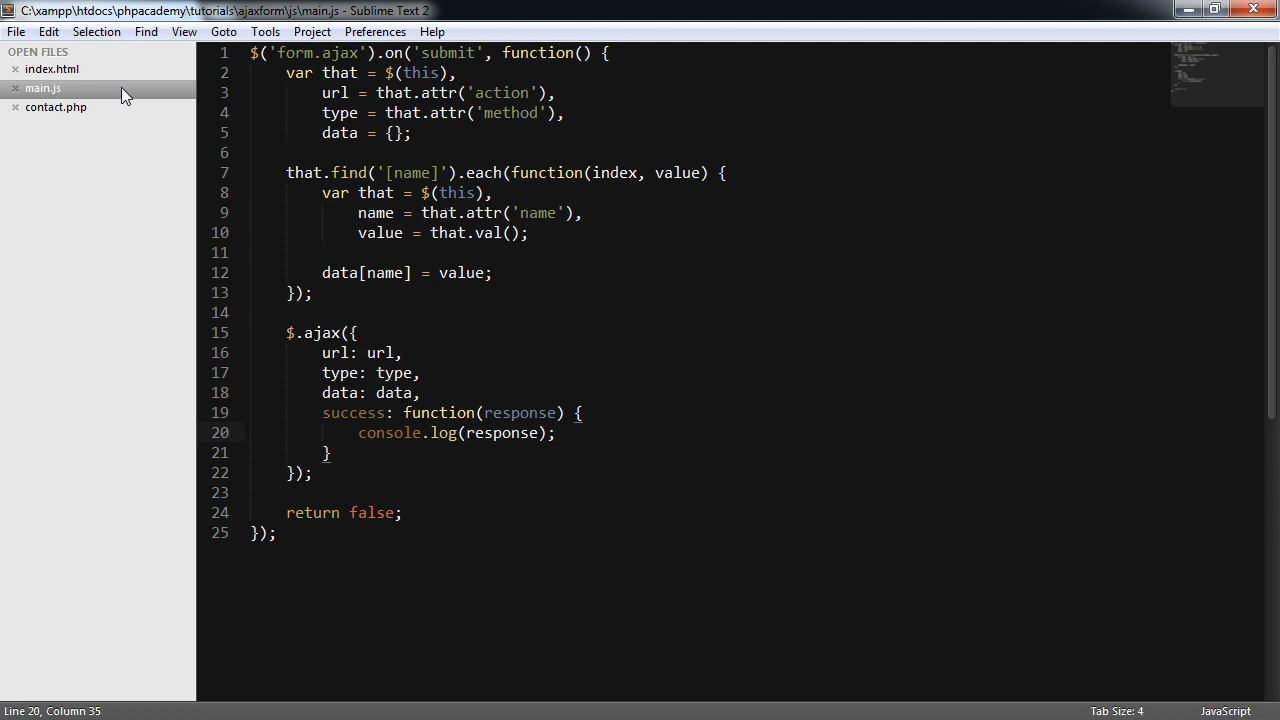 C:\xampp\htdocs\phpacademy\tutorials\ajaxform\js\main.js - Sublime Text 2
File Edit Selection Find View Goto Tools Project Preferences Help
OPEN FILES
index.html
main.js
contact.php
1 $('form.ajax').on('submit', function() {
2     var that = $(this),
3         url = that.attr('action'),
4         type = that.attr('method'),
5         data = {};
6
7     that.find('[name]').each(function(index, value) {
8         var that = $(this),
9             name = that.attr('name'),
10             value = that.val();
11
12         data[name] = value;
13     });
14
15     $.ajax({
16         url: url,
17         type: type,
18         data: data,
19         success: function(response) {
20             console.log(response);
21         }
22     });
23
24     return false;
25 });
Line 20, Column 35
Tab Size: 4
JavaScript